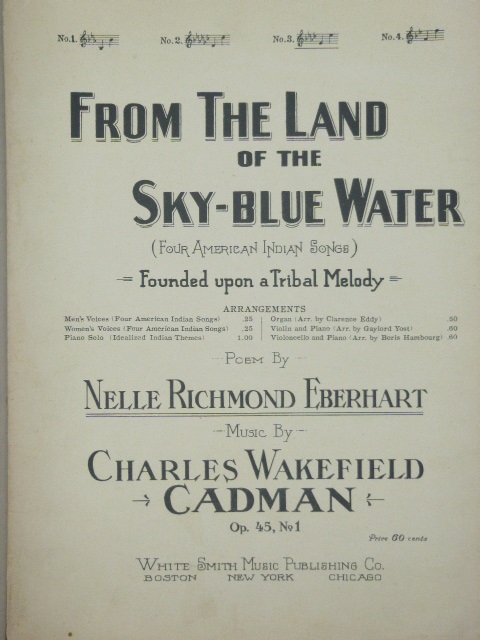 No.1. No.2. No.3. No.4.
FROM THE LAND
OF THE
SKY-BLUE WATER
(FOUR AMERICAN INDIAN SONGS)
Founded upon a Tribal Melody
ARRANGEMENTS
Men's Voices (Four American Indian Songs) .25
Women's Voices (Four American Indian Songs) .25
Piano Solo (Idealized Indian Themes) 1.00
Organ (Arr. by Clarence Eddy) .50
Violin and Piano (Arr. by Gaylord Yost) .60
Violoncello and Piano (Arr. by Boris Hambourg) .60
POEM BY
NELLE RICHMOND EBERHART
MUSIC BY
CHARLES WAKEFIELD
CADMAN
Op. 45, No 1
Price 60 cents
WHITE SMITH MUSIC PUBLISHING CO.
BOSTON NEW YORK CHICAGO